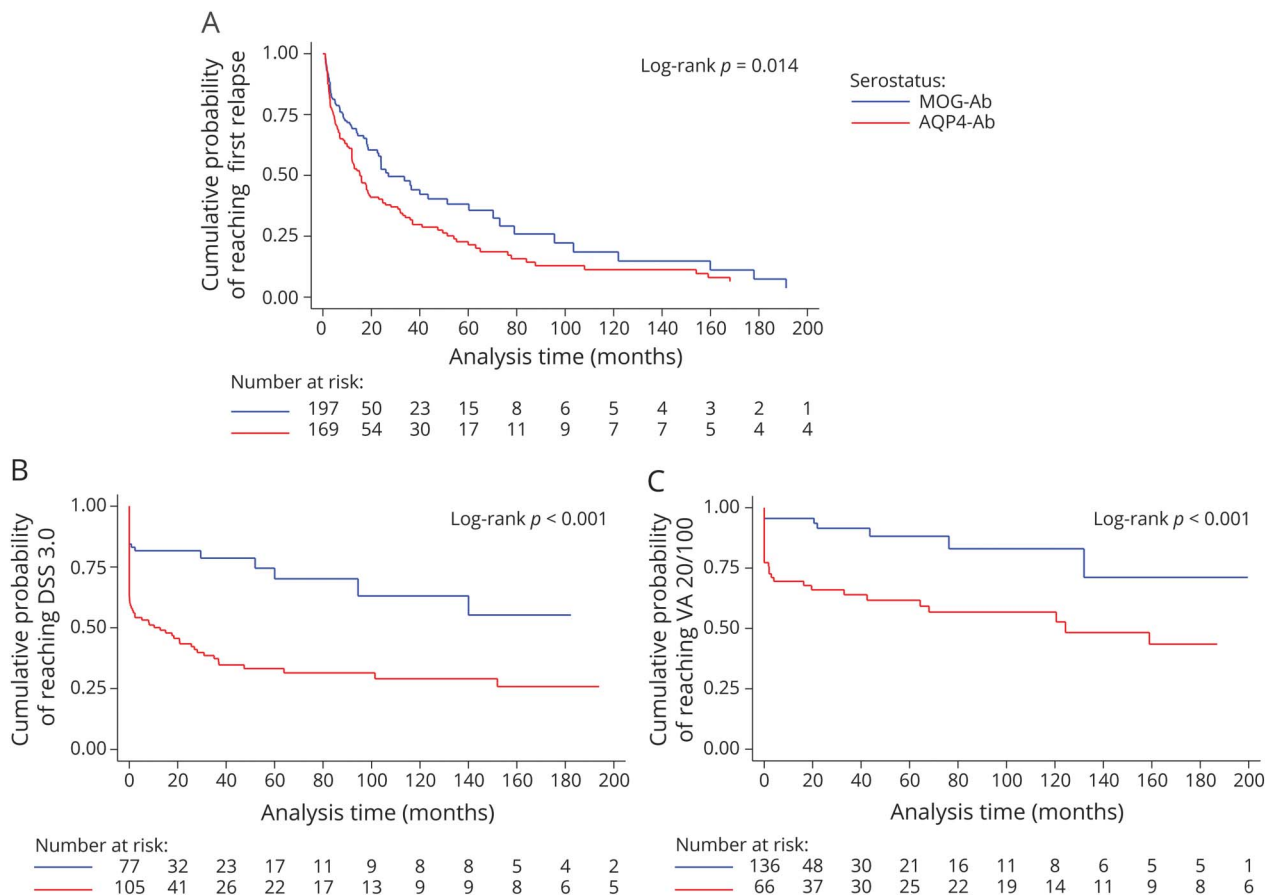 A
Cumulative probability
of reaching first relapse
1.00
0.75
0.50
0.25
0.00
Log-rank p = 0.014
Serostatus:
MOG-Ab
AQP4-Ab
0 20 40 60 80 100 120 140 160 180 200
Analysis time (months)
Number at risk:
197 50 23 15 8 6 5 4 3 2 1
169 54 30 17 11 9 7 7 5 4 4
B
Cumulative probability
of reaching DSS 3.0
1.00
0.75
0.50
0.25
0.00
Log-rank p < 0.001
0 20 40 60 80 100 120 140 160 180 200
Analysis time (months)
Number at risk:
77 32 23 17 11 9 8 8 5 4 2
105 41 26 22 17 13 9 9 8 6 5
C
Cumulative probability
of reaching VA 20/100
1.00
0.75
0.50
0.25
0.00
Log-rank p < 0.001
0 20 40 60 80 100 120 140 160 180 200
Analysis time (months)
Number at risk:
136 48 30 21 16 11 8 6 5 5 1
66 37 30 25 22 19 14 11 9 8 6